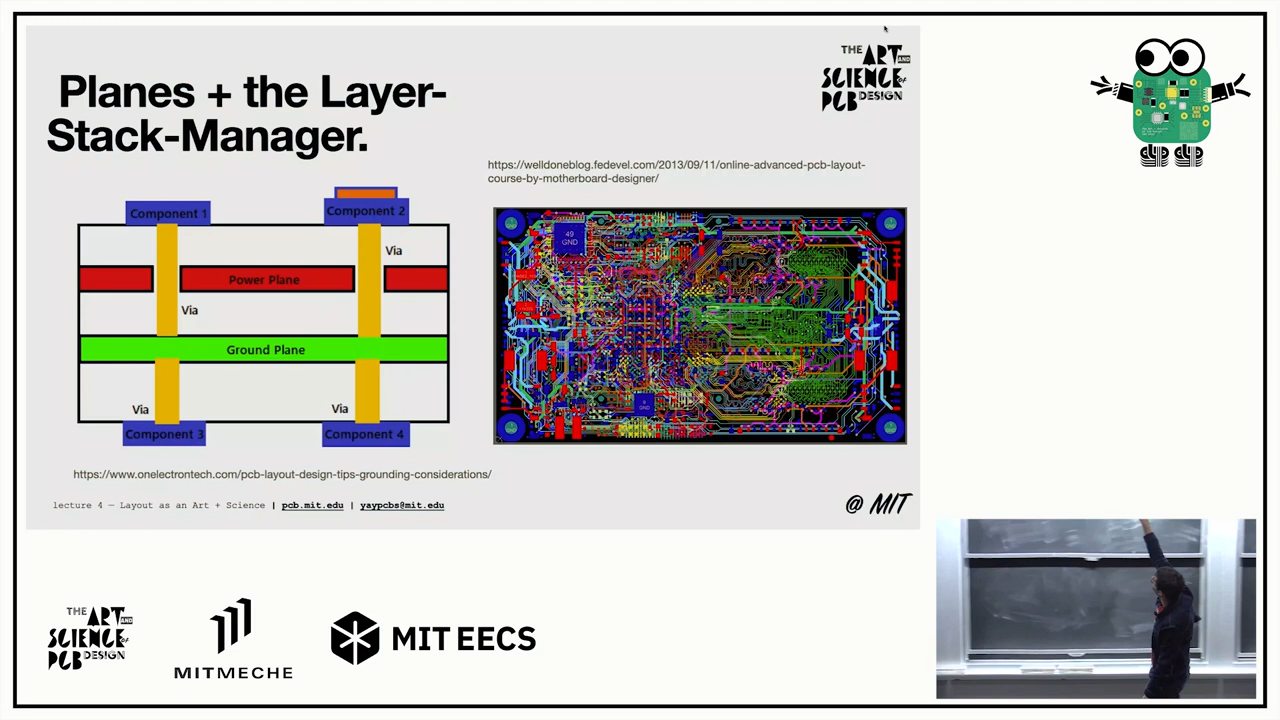 Planes + the Layer-
Stack-Manager.
THE ART AND
SCIENCE of
PCB DESIGN
https://welldoneblog.fedevel.com/2013/09/11/online-advanced-pcb-layout-
course-by-motherboard-designer/
Component 1
Component 2
Via
Power Plane
Via
Ground Plane
Via
Via
Component 3
Component 4
49
GND
GND
https://www.onelectrontech.com/pcb-layout-design-tips-grounding-considerations/
lecture 4 — Layout as an Art + Science | pcb.mit.edu | yaypcbs@mit.edu
@ MIT
THE ART AND
SCIENCE of
PCB DESIGN
MITMECHE
MIT EECS